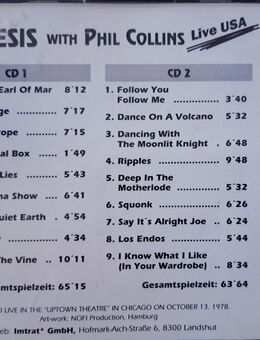 ESIS WITH PHIL COLLINS Live USA
CD 1
Earl Of Mar 8´12
ge ........ 7´17
ope ....... 7´15
al Box ..... 1´49
Lies ....... 5´43
na Show .... 6´41
uiet Earth .. 4´54
............ 4´34
The Vine ... 10´11
amtspielzeit: 65´15
CD 2
1. Follow You
Follow Me .................. 3´40
2. Dance On A Volcano 5´32
3. Dancing With
The Moonlit Knight . 6´48
4. Ripples .................... 9´48
5. Deep In The
Motherlode ............. 5´32
6. Squonk .................... 6´26
7. Say It´s Alright Joe .. 6´24
8. Los Endos ............... 5´44
9. I Know What I Like
(In Your Wardrobe) .. 8´34
Gesamtspielzeit: 63´64
D LIVE IN THE "UPTOWN THEATRE" IN CHICAGO ON OCTOBER 13, 1978.
Art-work: NOFI Production, Hamburg
eb: Imtrat® GmbH, Hofmark-Aich-Straße 6, 8300 Landshut